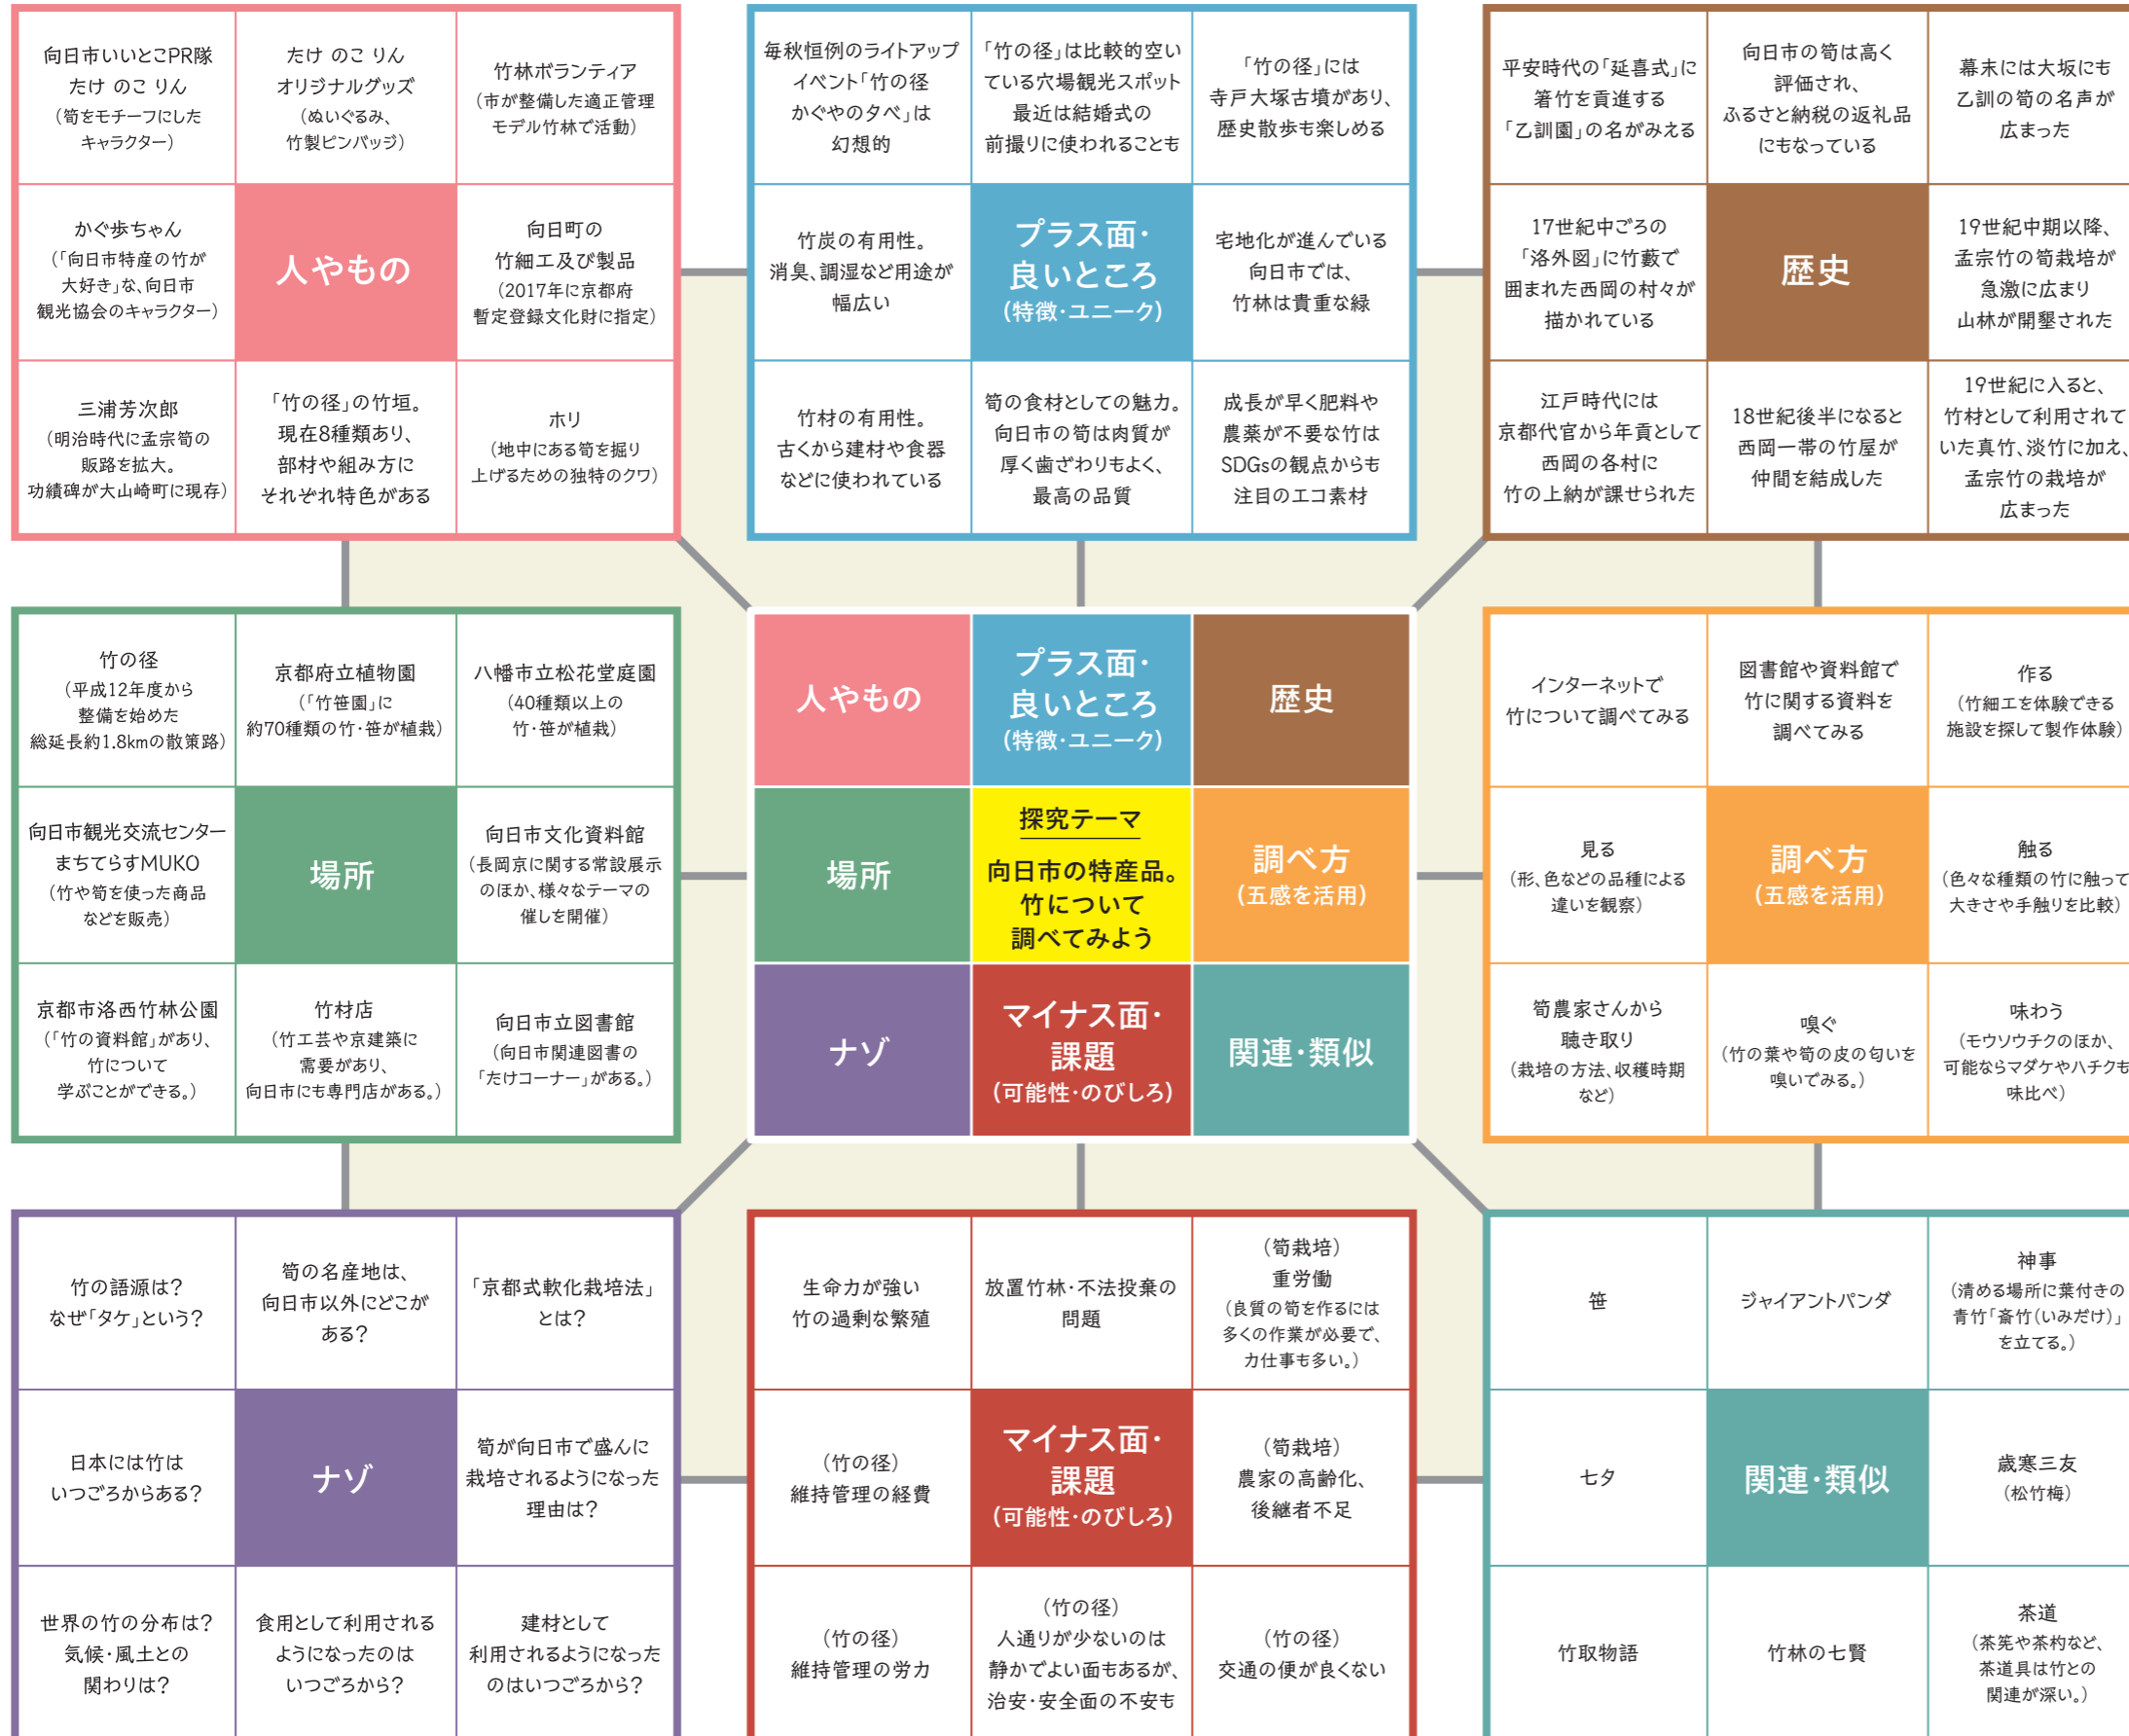 向日市いいとこPR隊
たけ のこ りん
（筍をモチーフにした
キャラクター）
たけ のこ りん
オリジナルグッズ
（ぬいぐるみ、
竹製ピンバッジ）
竹林ボランティア
（市が整備した適正管理
モデル竹林で活動）
かぐ歩ちゃん
（「向日市特産の竹が
大好き」な、向日市
観光協会のキャラクター）
人やもの
向日町の
竹細工及び製品
（2017年に京都府
暫定登録文化財に指定）
三浦芳次郎
（明治時代に孟宗筍の
販路を拡大。
功績碑が大山崎町に現存）
「竹の径」の竹垣。
現在8種類あり、
部材や組み方に
それぞれ特色がある
ホリ
（地中にある筍を掘り
上げるための独特のクワ）
毎秋恒例のライトアップ
イベント「竹の径
かぐやの夕べ」は
幻想的
「竹の径」は比較的空い
ている穴場観光スポット
最近は結婚式の
前撮りに使われることも
「竹の径」には
寺戸大塚古墳があり、
歴史散歩も楽しめる
竹炭の有用性。
消臭、調湿など用途が
幅広い
プラス面・
良いところ
（特徴・ユニーク）
宅地化が進んでいる
向日市では、
竹林は貴重な緑
竹材の有用性。
古くから建材や食器
などに使われている
筍の食材としての魅力。
向日市の筍は肉質が
厚く歯ざわりもよく、
最高の品質
成長が早く肥料や
農薬が不要な竹は
SDGsの観点からも
注目のエコ素材
平安時代の「延喜式」に
箸竹を貢進する
「乙訓園」の名がみえる
向日市の筍は高く
評価され、
ふるさと納税の返礼品
にもなっている
幕末には大坂にも
乙訓の筍の名声が
広まった
17世紀中ごろの
「洛外図」に竹藪で
囲まれた西岡の村々が
描かれている
歴史
19世紀中期以降、
孟宗竹の筍栽培が
急激に広まり
山林が開墾された
江戸時代には
京都代官から年貢として
西岡の各村に
竹の上納が課せられた
18世紀後半になると
西岡一帯の竹屋が
仲間を結成した
19世紀に入ると、
竹材として利用されて
いた真竹、淡竹に加え、
孟宗竹の栽培が
広まった
竹の径
（平成12年度から
整備を始めた
総延長約1.8kmの散策路）
京都府立植物園
（「竹笹園」に
約70種類の竹・笹が植栽）
八幡市立松花堂庭園
（40種類以上の
竹・笹が植栽）
向日市観光交流センター
まちてらすMUKO
（竹や筍を使った商品
などを販売）
場所
向日市文化資料館
（長岡京に関する常設展示
のほか、様々なテーマの
催しを開催）
京都市洛西竹林公園
（「竹の資料館」があり、
竹について
学ぶことができる。）
竹材店
（竹工芸や京建築に
需要があり、
向日市にも専門店がある。）
向日市立図書館
（向日市関連図書の
「たけコーナー」がある。）
人やもの
プラス面・
良いところ
（特徴・ユニーク）
歴史
場所
探究テーマ
向日市の特産品。
竹について
調べてみよう
調べ方
（五感を活用）
ナゾ
マイナス面・
課題
（可能性・のびしろ）
関連・類似
インターネットで
竹について調べてみる
図書館や資料館で
竹に関する資料を
調べてみる
作る
（竹細工を体験できる
施設を探して製作体験）
見る
（形、色などの品種による
違いを観察）
調べ方
（五感を活用）
触る
（色々な種類の竹に触って
大きさや手触りを比較）
筍農家さんから
聴き取り
（栽培の方法、収穫時期
など）
嗅ぐ
（竹の葉や筍の皮の匂いを
嗅いでみる。）
味わう
（モウソウチクのほか、
可能ならマダケやハチクも
味比べ）
竹の語源は？
なぜ「タケ」という？
筍の名産地は、
向日市以外にどこが
ある？
「京都式軟化栽培法」
とは？
日本には竹は
いつごろからある？
ナゾ
筍が向日市で盛んに
栽培されるようになった
理由は？
世界の竹の分布は？
気候・風土との
関わりは？
食用として利用される
ようになったのは
いつごろから？
建材として
利用されるようになった
のはいつごろから？
生命力が強い
竹の過剰な繁殖
放置竹林・不法投棄の
問題
（筍栽培）
重労働
（良質の筍を作るには
多くの作業が必要で、
力仕事も多い。）
（竹の径）
維持管理の経費
マイナス面・
課題
（可能性・のびしろ）
（筍栽培）
農家の高齢化、
後継者不足
（竹の径）
維持管理の労力
（竹の径）
人通りが少ないのは
静かでよい面もあるが、
治安・安全面の不安も
（竹の径）
交通の便が良くない
笹
ジャイアントパンダ
神事
（清める場所に葉付きの
青竹「斎竹（いみだけ）」
を立てる。）
七夕
関連・類似
歳寒三友
（松竹梅）
竹取物語
竹林の七賢
茶道
（茶筅や茶杓など、
茶道具は竹との
関連が深い。）